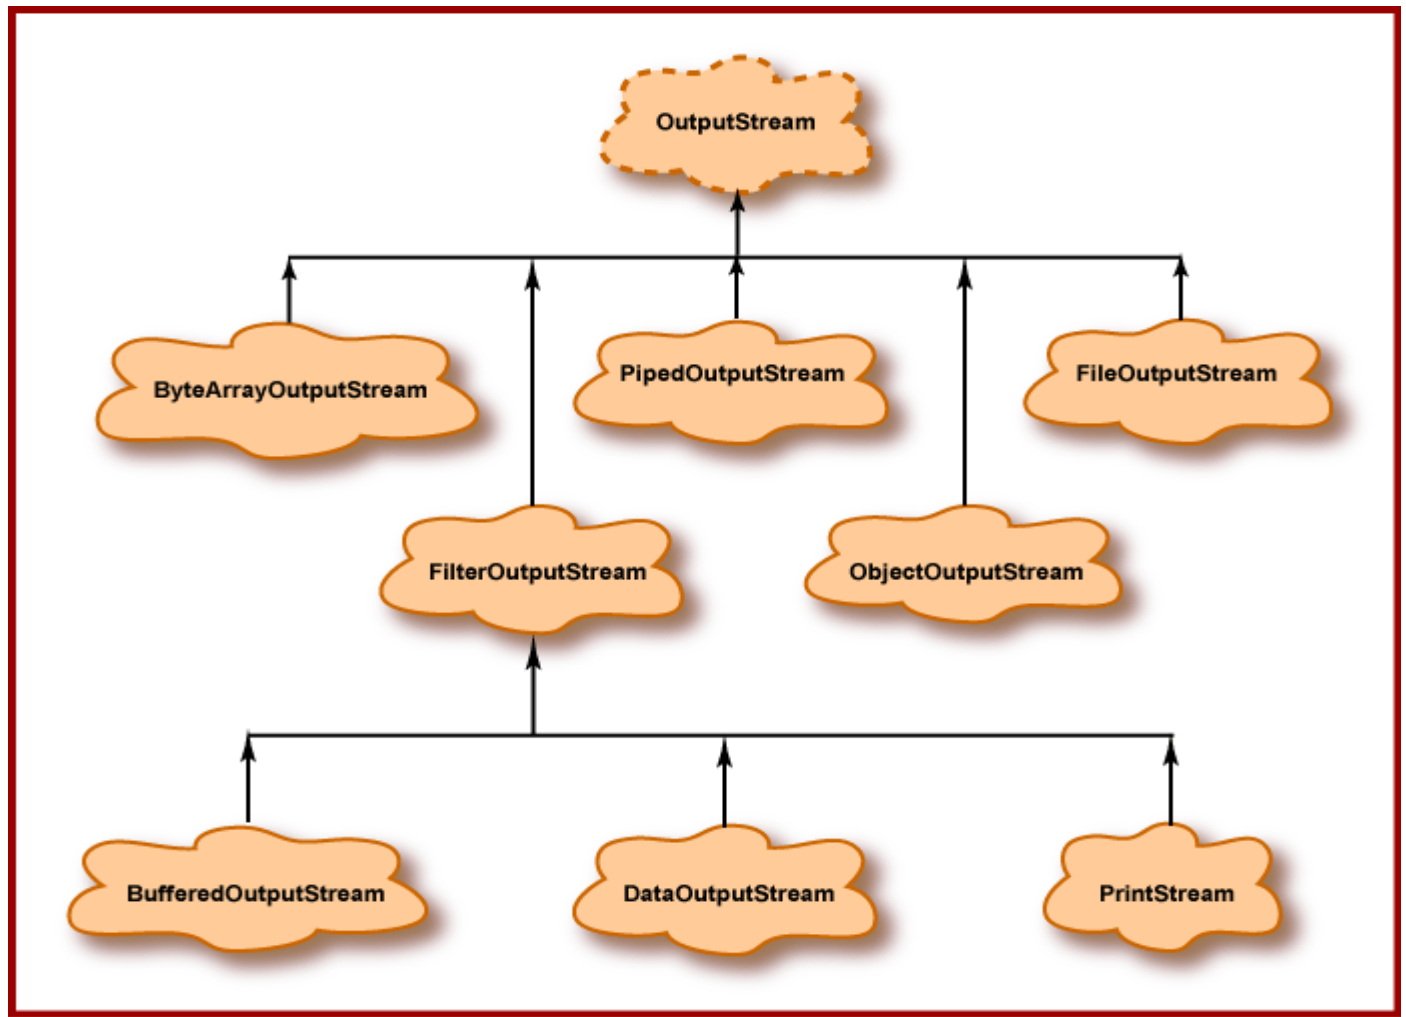 OutputStream
ByteArrayOutputStream
PipedOutputStream
FileOutputStream
FilterOutputStream
ObjectOutputStream
BufferedOutputStream
DataOutputStream
PrintStream